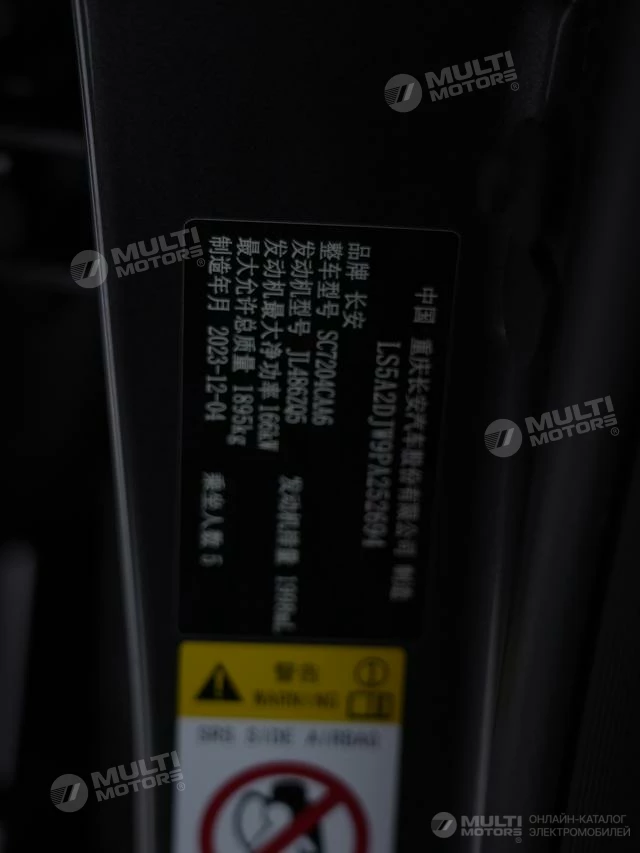 MULTI
MOTORS®
MULTI
MOTORS®
中国 重庆长安汽车股份有限公司 制造
LS5A2DJW9PA252694
品牌 长安
整车型号 SC7204CAA6
发动机型号 JL486ZQ5 发动机排量 1998mL
发动机最大净功率 166kW
最大允许总质量 1895kg
制造年月 2023-12-04 乘坐人数 5
MULTI
MOTORS®
警告
WARNING
SRS SIDE AIRBAG
MULTI
MOTORS®
MULTI
MOTORS®
ОНЛАЙН-КАТАЛОГ
ЭЛЕКТРОМОБИЛЕЙ